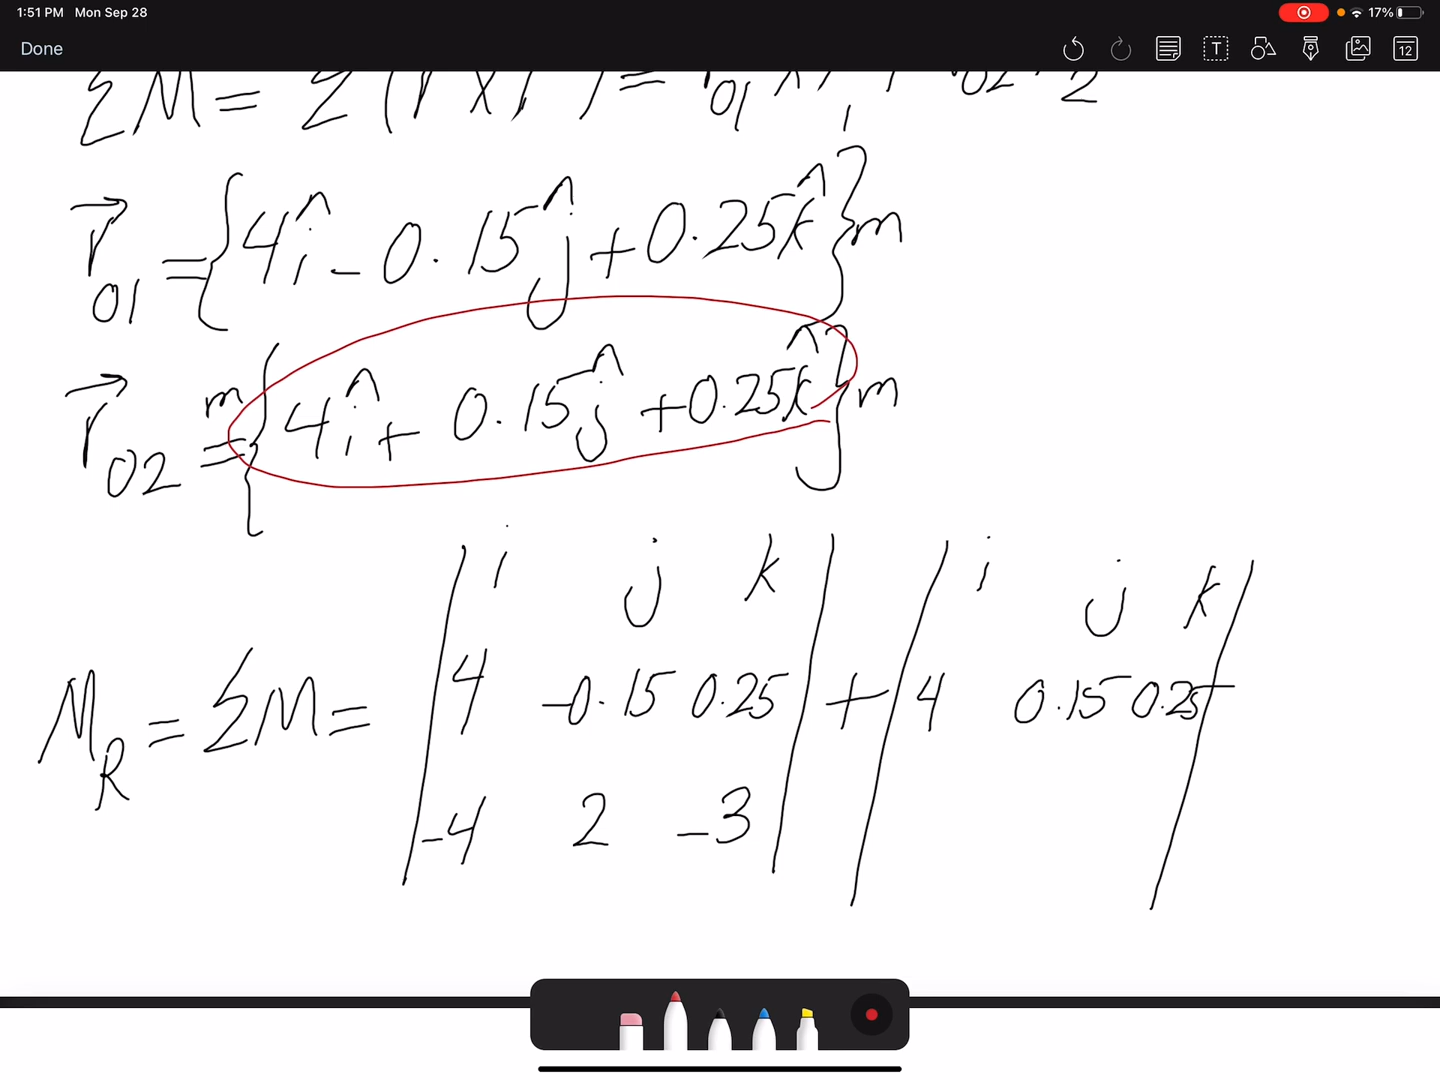 1:51 PM Mon Sep 28
17%
Done
T
12
ΣM = Σ(r x F) =
r⃗01 = {4î - 0.15ĵ + 0.25k̂}m
r⃗02 = m{4î + 0.15ĵ + 0.25k̂}m
| i j k | + | i j k |
MR = ΣM = | 4 -0.15 0.25 | + | 4 0.15 0.25 |
| -4 2 -3 |